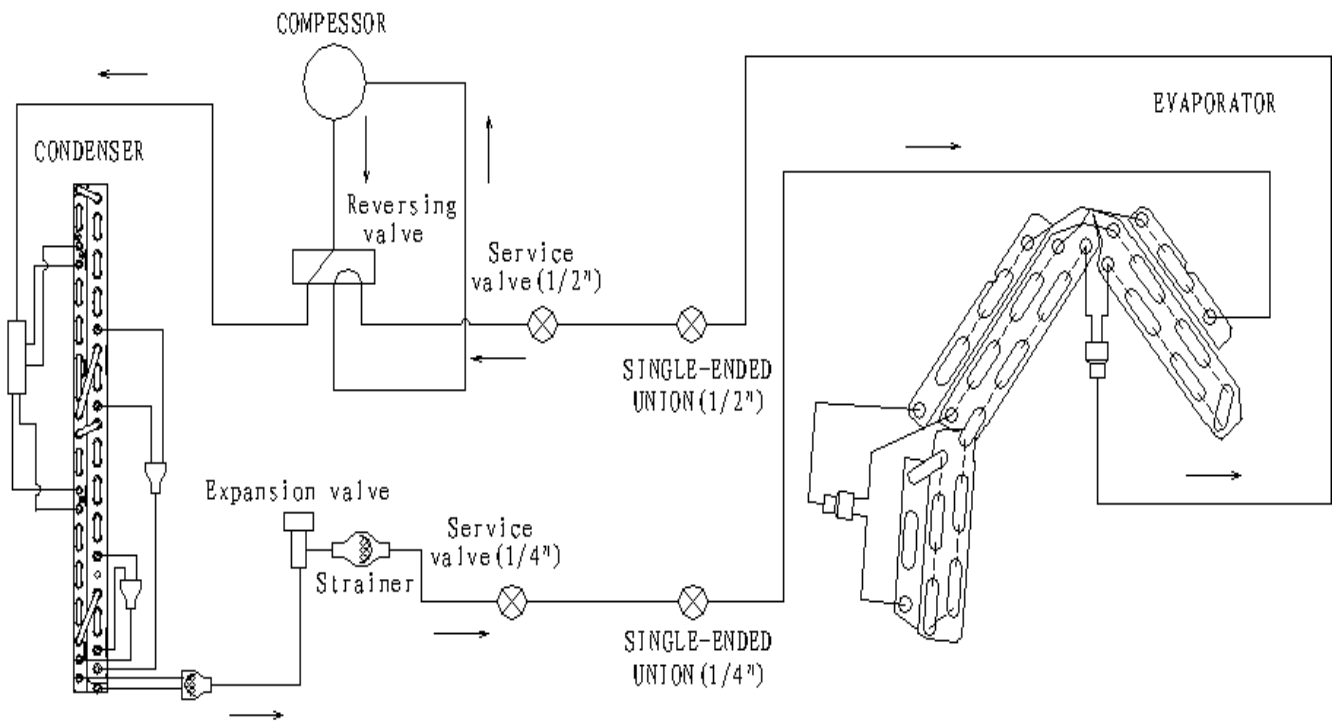 COMPESSOR
EVAPORATOR
CONDENSER
Reversing
valve
Service
valve(1/2")
SINGLE-ENDED
UNION(1/2")
Expansion valve
Service
valve(1/4")
Strainer
SINGLE-ENDED
UNION(1/4")